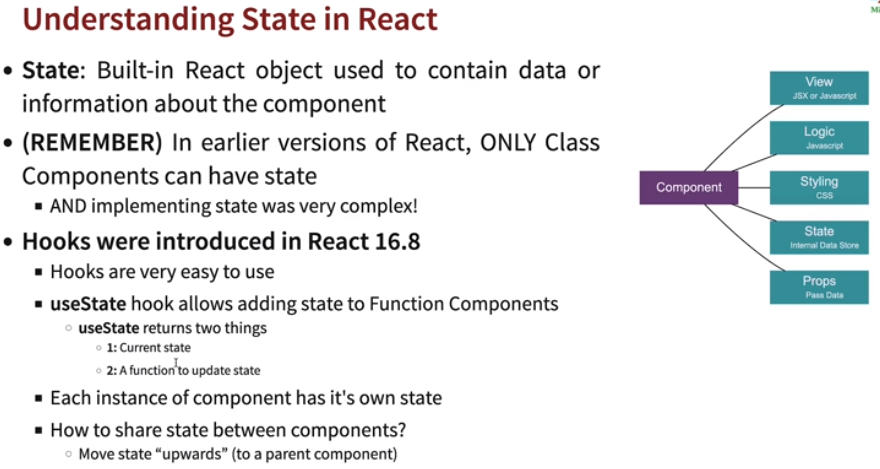 Understanding State in React
• State: Built-in React object used to contain data or
information about the component
• (REMEMBER) In earlier versions of React, ONLY Class
Components can have state
▪ AND implementing state was very complex!
• Hooks were introduced in React 16.8
▪ Hooks are very easy to use
▪ useState hook allows adding state to Function Components
○ useState returns two things
○ 1: Current state
○ 2: A function to update state
▪ Each instance of component has it's own state
▪ How to share state between components?
○ Move state “upwards” (to a parent component)
Component
View
JSX or Javascript
Logic
Javascript
Styling
CSS
State
Internal Data Store
Props
Pass Data